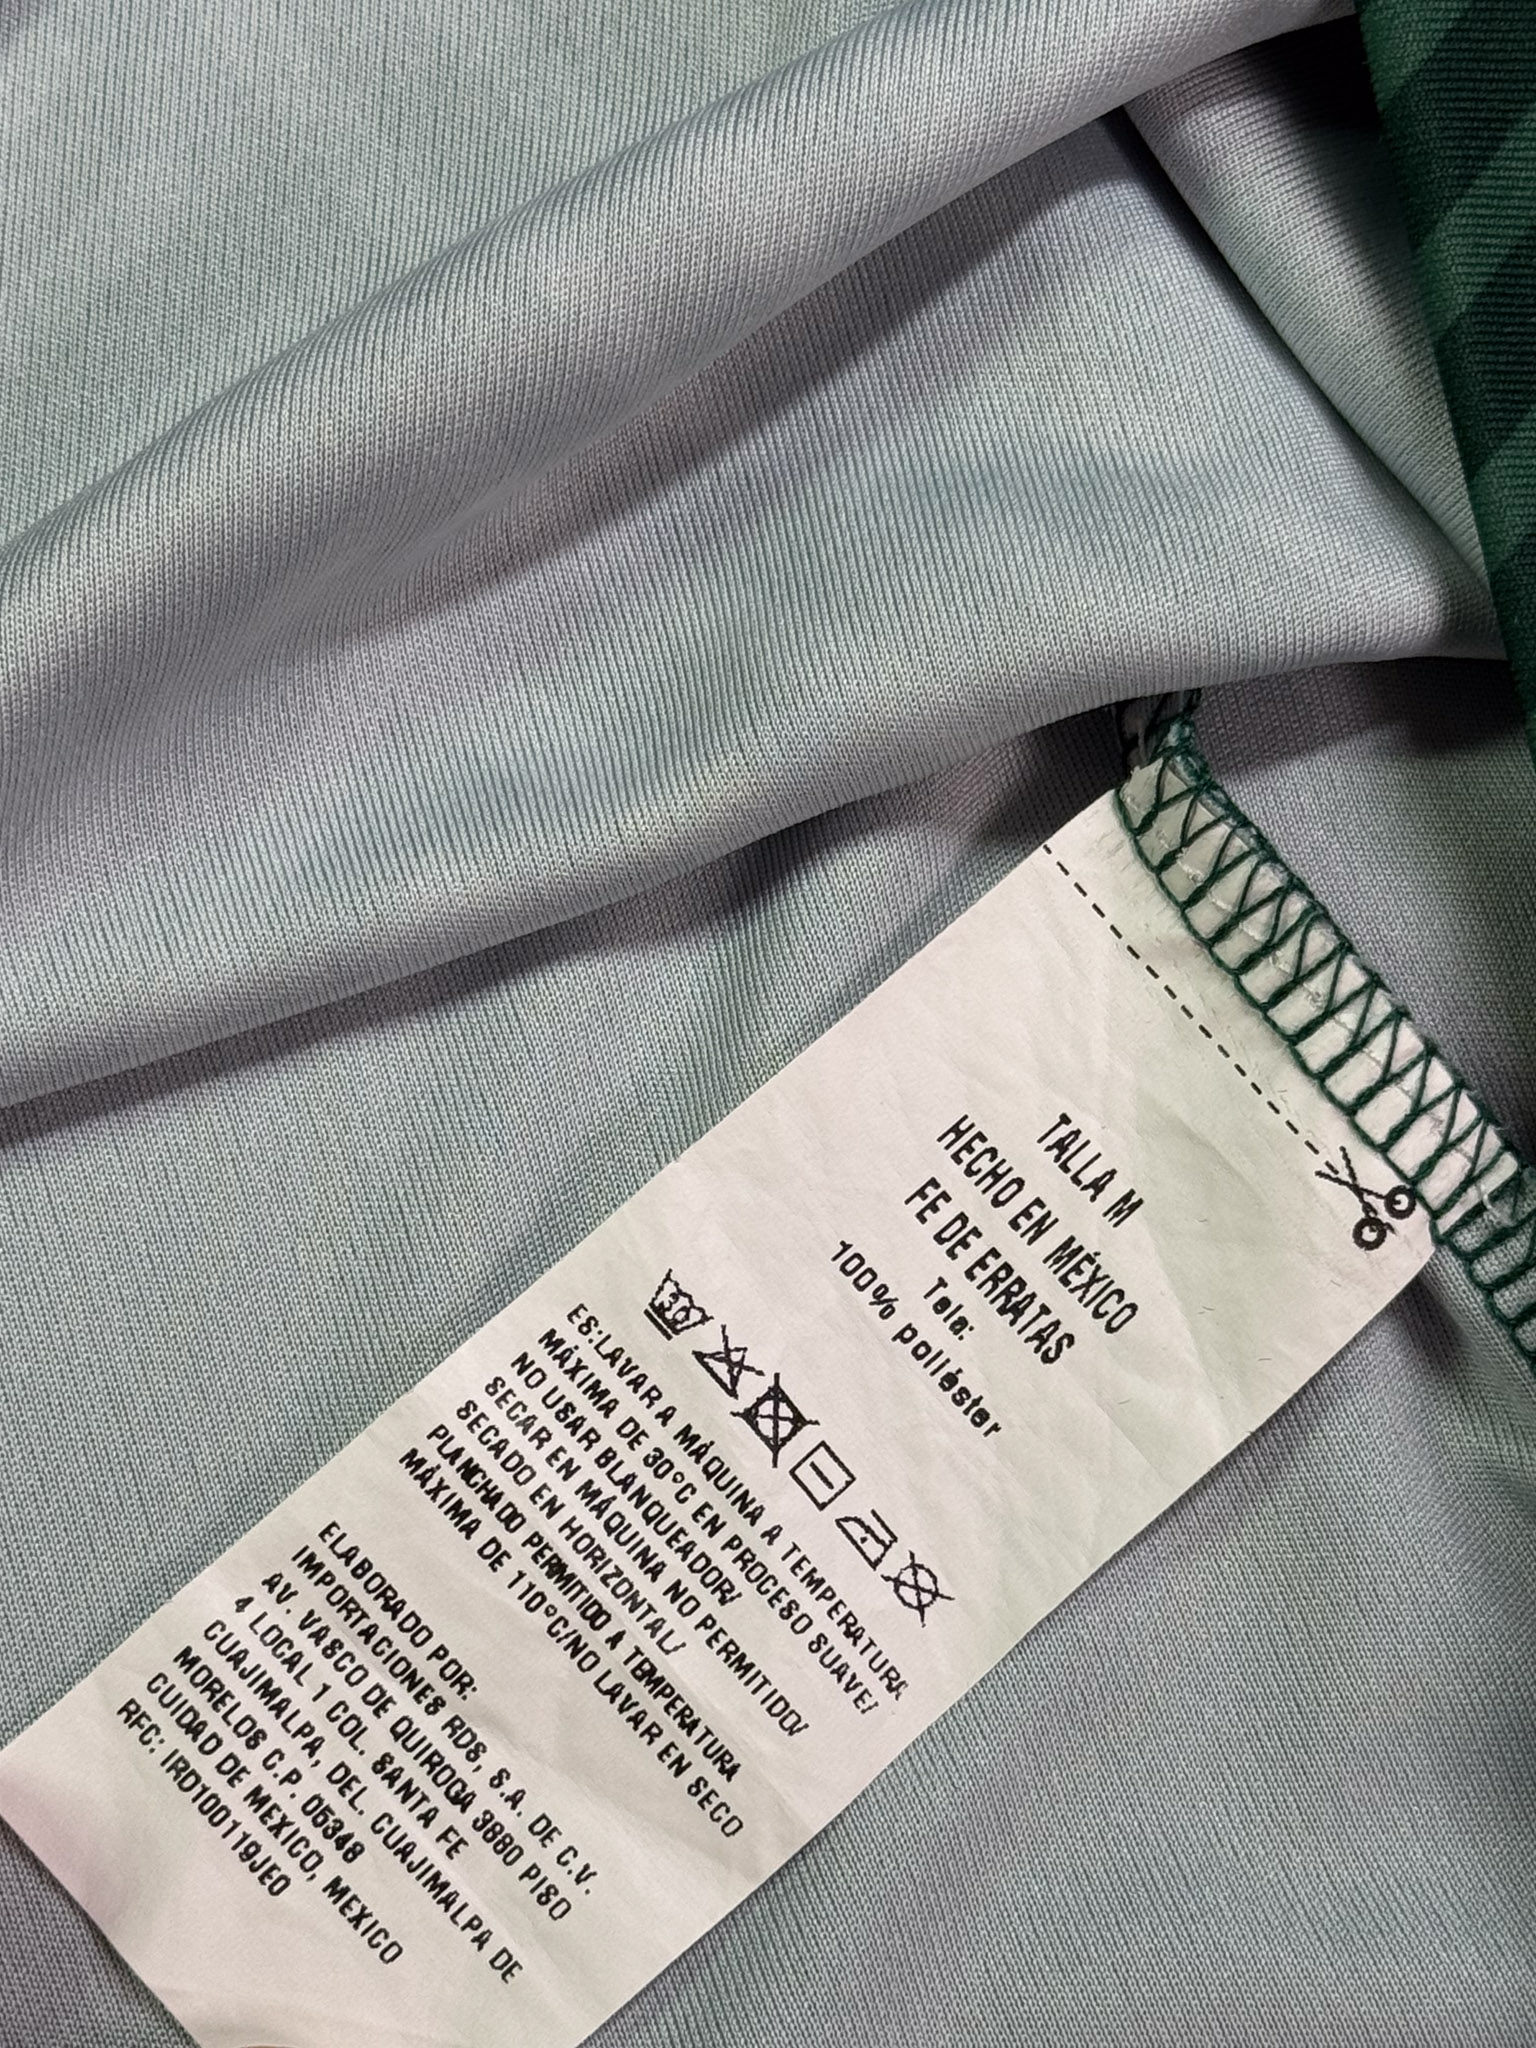 TALLA M
HECHO EN MÉXICO
FE DE ERRATAS
Tela:
100% poliéster
30
ES:LAVAR A MÁQUINA A TEMPERATURA
MÁXIMA DE 30°C EN PROCESO SUAVE/
NO USAR BLANQUEADOR/
SECAR EN MÁQUINA NO PERMITIDO/
SECADO EN HORIZONTAL/
PLANCHADO PERMITIDO A TEMPERATURA
MÁXIMA DE 110°C/NO LAVAR EN SECO
ELABORADO POR:
IMPORTACIONES RDS, S.A. DE C.V.
AV. VASCO DE QUIROGA 3880 PISO
4 LOCAL 1 COL. SANTA FE
CUAJIMALPA, DEL. CUAJIMALPA DE
MORELOS C.P. 05348
CUIDAD DE MEXICO, MEXICO
RFC: IRD100119JE0